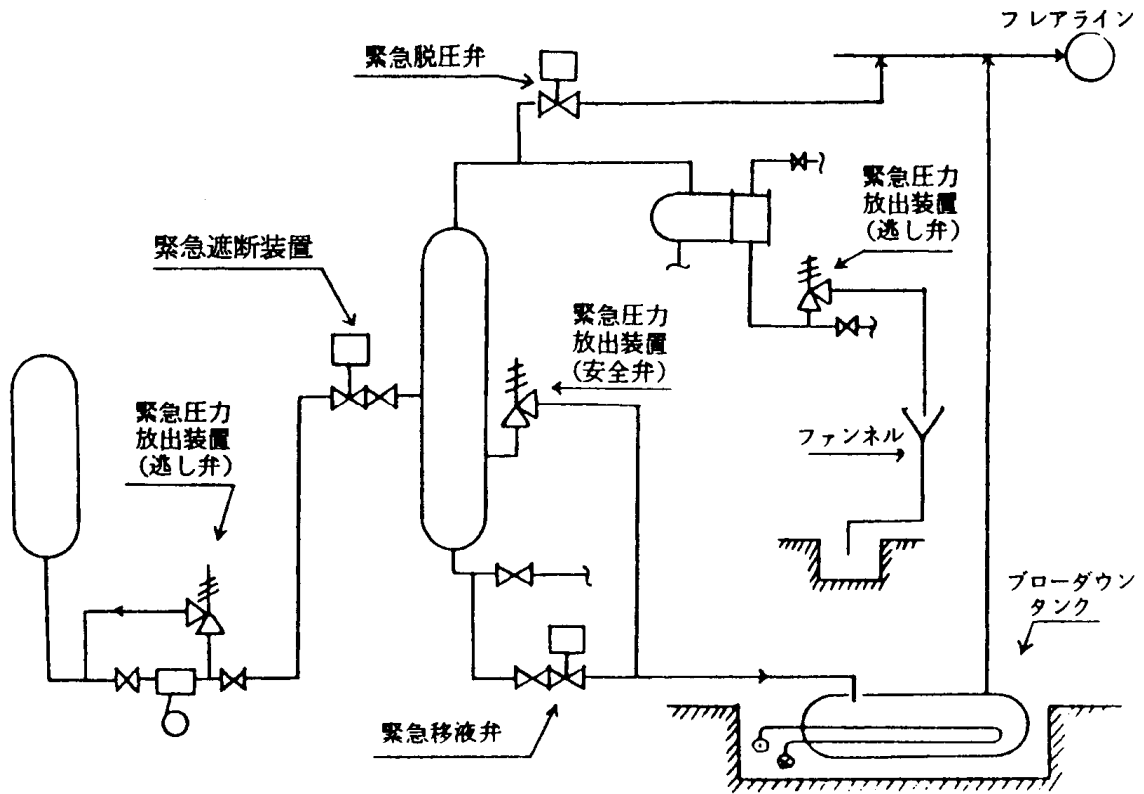 フレアライン
緊急脱圧弁
緊急圧力
放出装置
(逃し弁)
緊急遮断装置
緊急圧力
放出装置
(安全弁)
緊急圧力
放出装置
(逃し弁)
ファンネル
ブローダウン
タンク
緊急移液弁